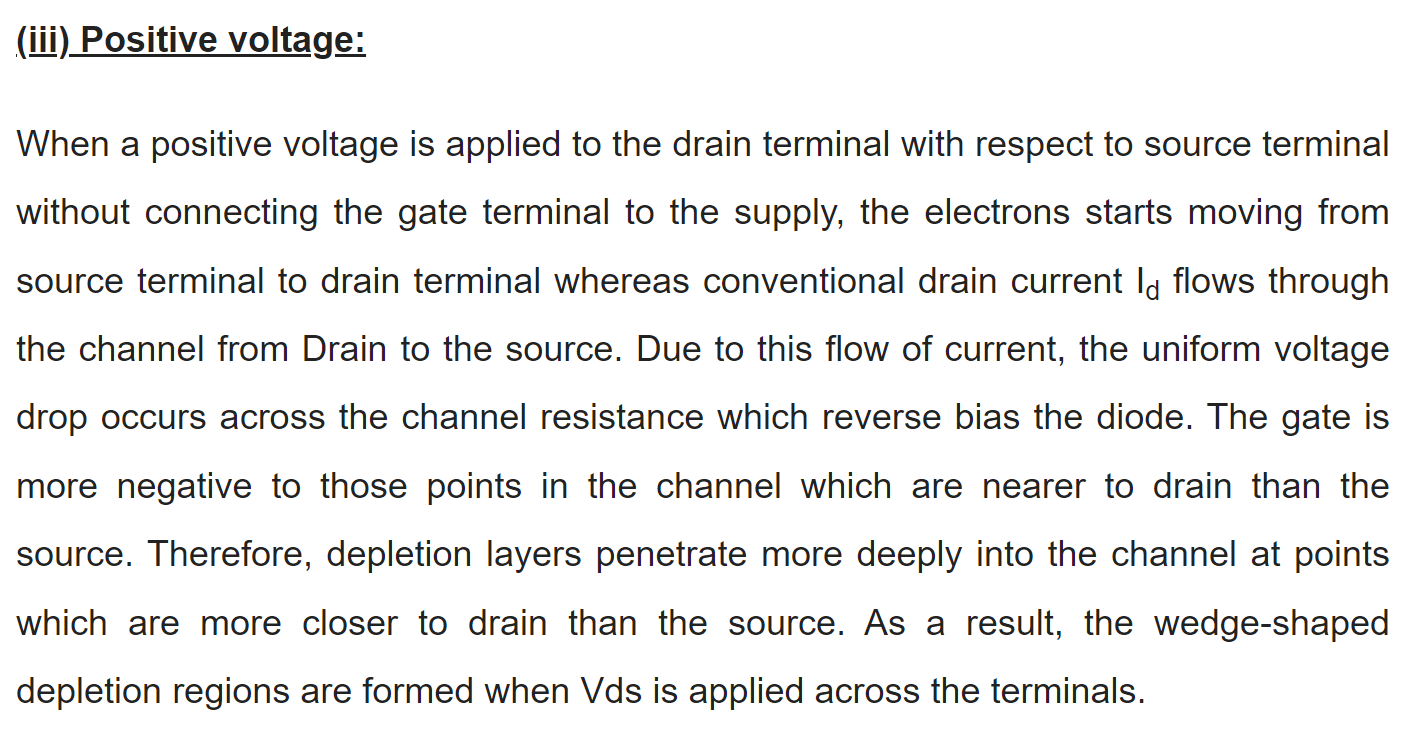 (iii) Positive voltage:
When a positive voltage is applied to the drain terminal with respect to source terminal
without connecting the gate terminal to the supply, the electrons starts moving from
source terminal to drain terminal whereas conventional drain current Id flows through
the channel from Drain to the source. Due to this flow of current, the uniform voltage
drop occurs across the channel resistance which reverse bias the diode. The gate is
more negative to those points in the channel which are nearer to drain than the
source. Therefore, depletion layers penetrate more deeply into the channel at points
which are more closer to drain than the source. As a result, the wedge-shaped
depletion regions are formed when Vds is applied across the terminals.